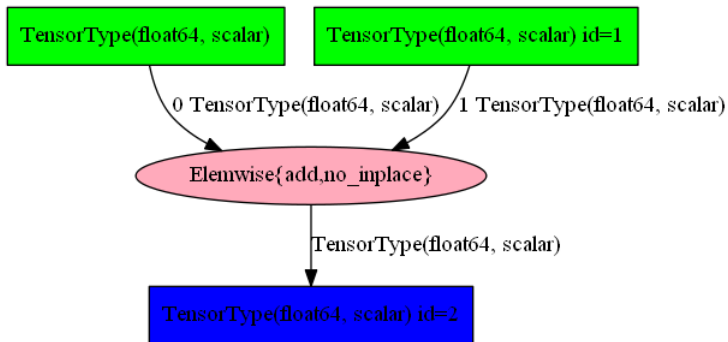 TensorType(float64, scalar)
TensorType(float64, scalar) id=1
0 TensorType(float64, scalar)
1 TensorType(float64, scalar)
Elemwise{add,no_inplace}
TensorType(float64, scalar)
TensorType(float64, scalar) id=2